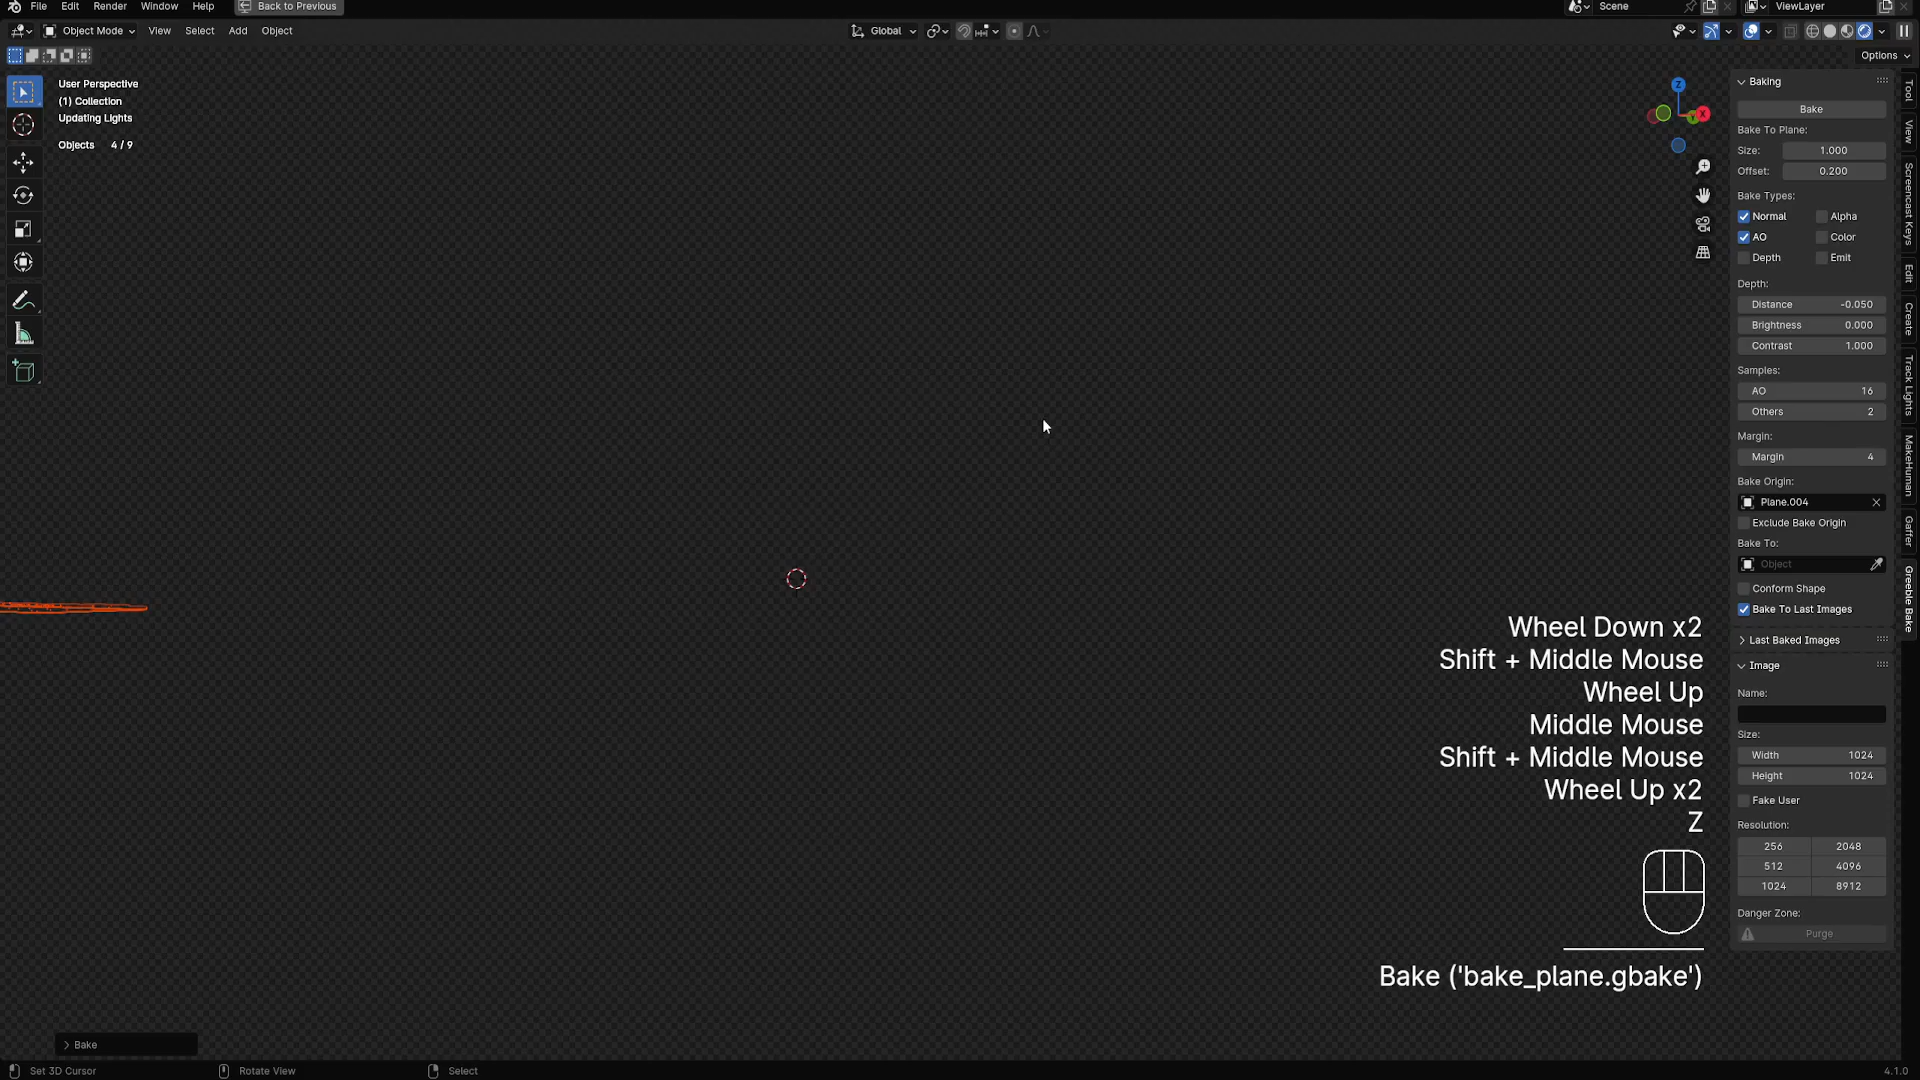 File Edit Render Window Help Back to Previous Scene ViewLayer
Object Mode View Select Add Object Global
Options
User Perspective
(1) Collection
Updating Lights
Objects 4 / 9
Z
X
Y
Baking
Bake
Bake To Plane:
Size: 1.000
Offset: 0.200
Bake Types:
Normal Alpha
AO Color
Depth Emit
Depth:
Distance -0.050
Brightness 0.000
Contrast 1.000
Samples:
AO 16
Others 2
Margin:
Margin 4
Bake Origin:
Plane.004
Exclude Bake Origin
Bake To:
Object
Conform Shape
Bake To Last Images
Last Baked Images
Image
Name:
Size:
Width 1024
Height 1024
Fake User
Resolution:
256 2048
512 4096
1024 8912
Danger Zone:
Purge
Tool
View
Screencast Keys
Edit
Create
Track Lights
MakeHuman
Gaffer
Greeble Bake
Wheel Down x2
Shift + Middle Mouse
Wheel Up
Middle Mouse
Shift + Middle Mouse
Wheel Up x2
Z
Bake ('bake_plane.gbake')
Bake
Set 3D Cursor Rotate View Select 4.1.0